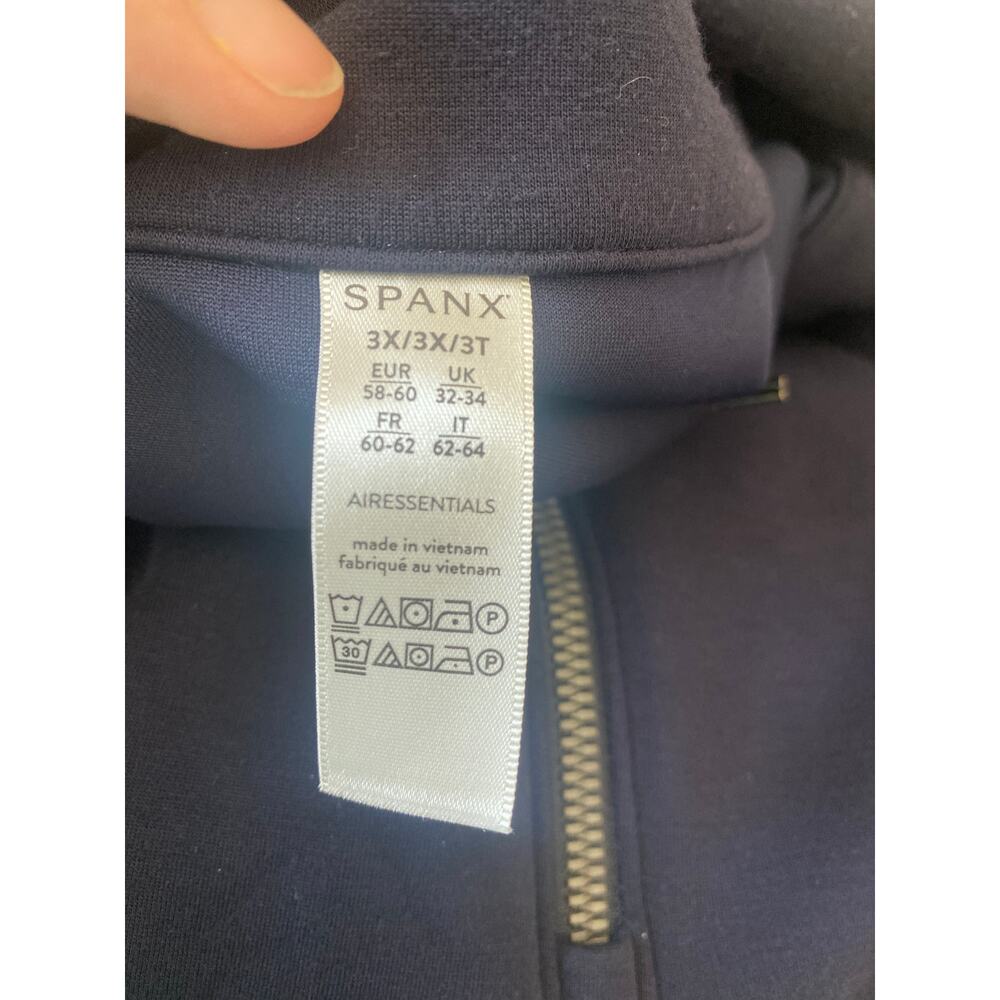 SPANX
3X/3X/3T
EUR UK
58-60 32-34
FR IT
60-62 62-64
AIRESSENTIALS
made in vietnam
fabriqué au vietnam
P
30 P